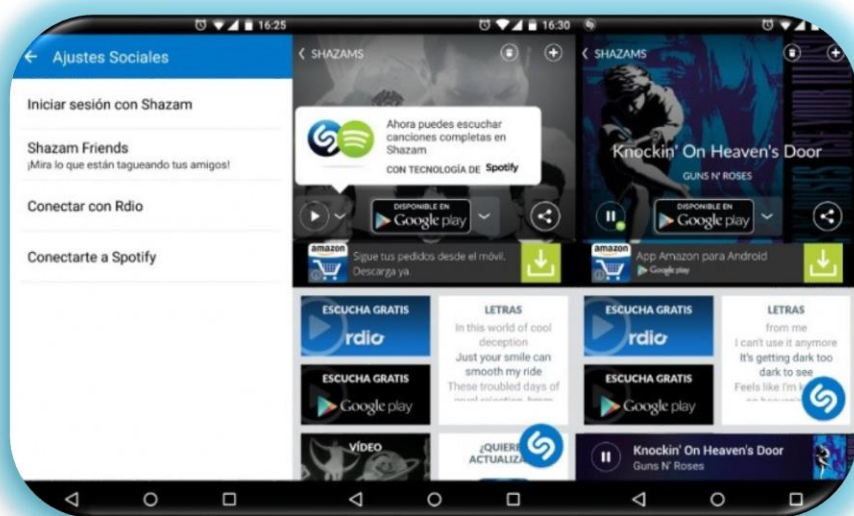 16:25
Ajustes Sociales
Iniciar sesión con Shazam
Shazam Friends
¡Mira lo que están tagueando tus amigos!
Conectar con Rdio
Conectarte a Spotify
16:30
SHAZAMS
Ahora puedes escuchar
canciones completas en
Shazam
CON TECNOLOGÍA DE Spotify
DISPONIBLE EN
Google play
amazon
Sigue tus pedidos desde el móvil.
Descarga ya.
ESCUCHA GRATIS
rdio
ESCUCHA GRATIS
Google play
VÍDEO
LETRAS
In this world of cool
deception
Just your smile can
smooth my ride
These troubled days of
¿QUIERE
ACTUALIZA
SHAZAMS
Knockin' On Heaven's Door
GUNS N' ROSES
DISPONIBLE EN
Google play
amazon
App Amazon para Android
Google play
ESCUCHA GRATIS
rdio
ESCUCHA GRATIS
Google play
LETRAS
from me
I can't use it anymore
It's getting dark too
dark to see
Feels like I'm
Knockin' On Heaven's Door
Guns N' Roses